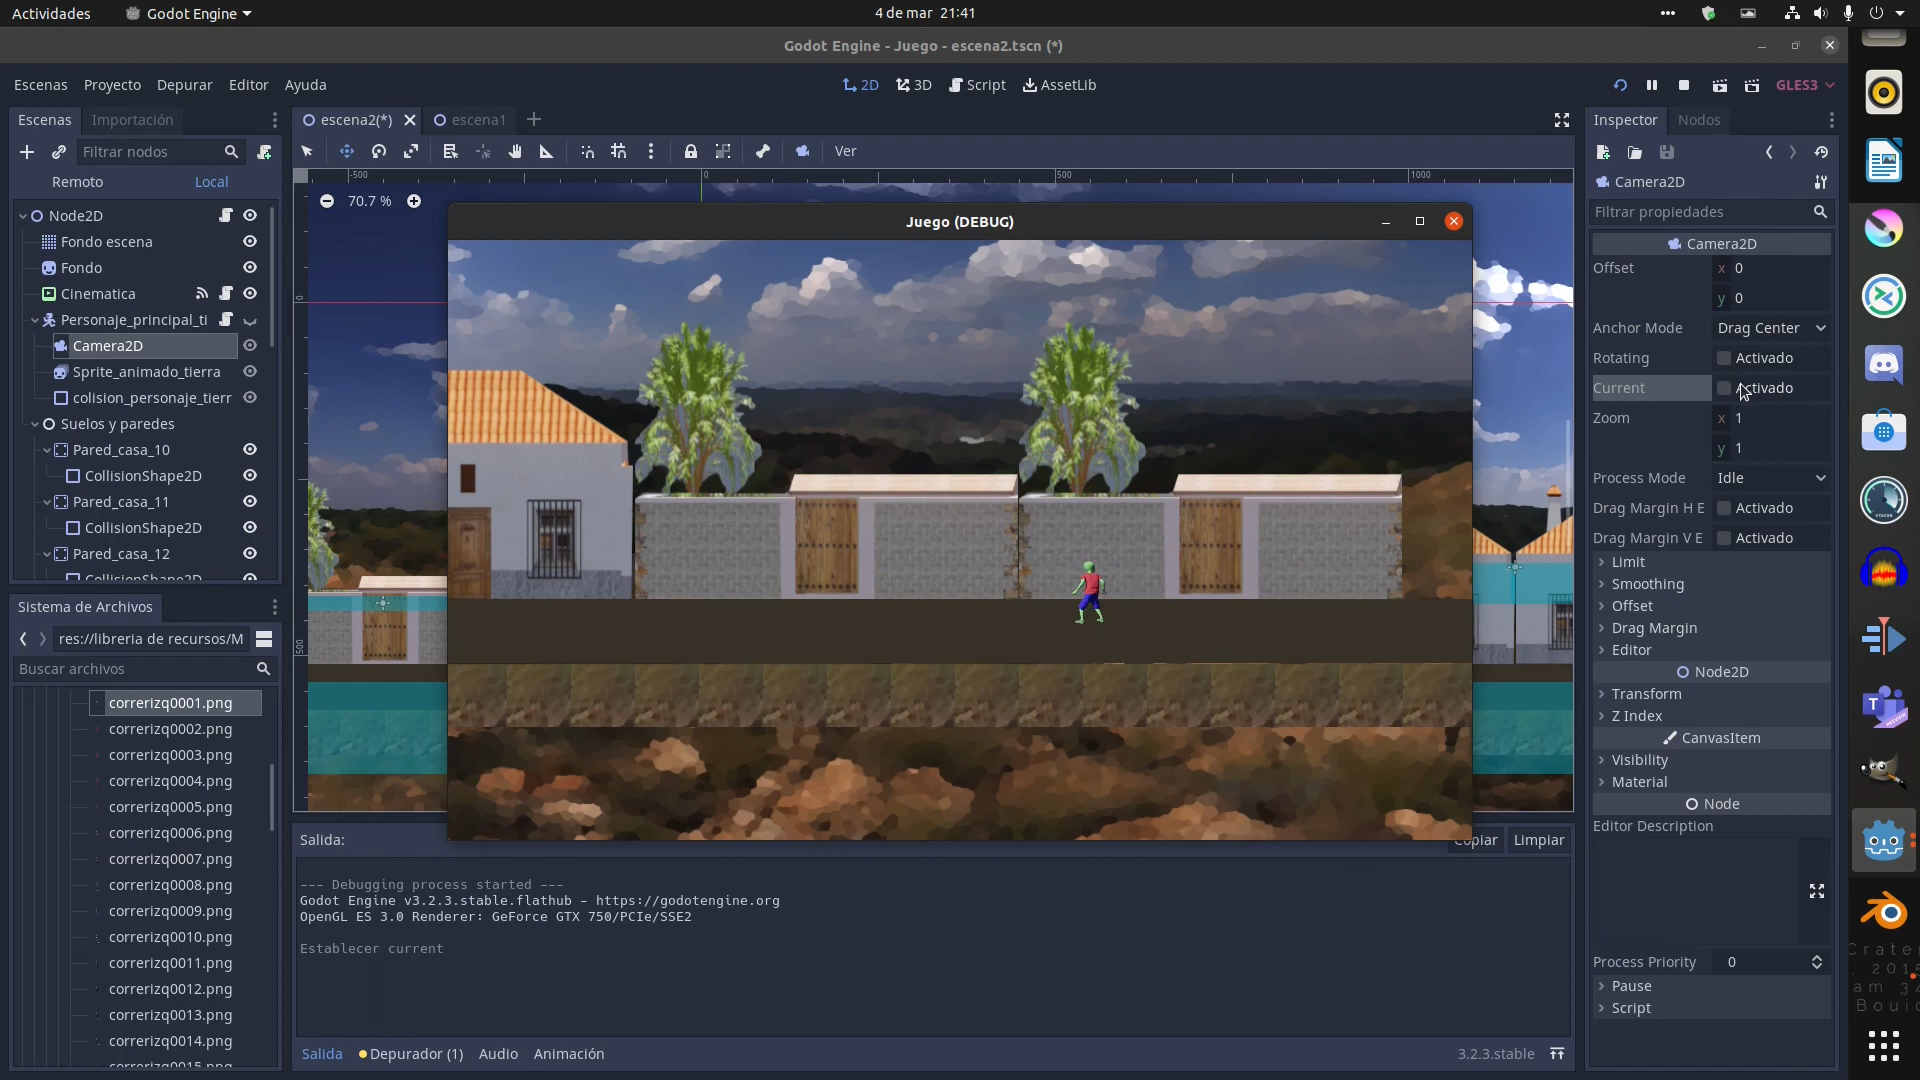 Actividades
Godot Engine
4 de mar 21:41
Godot Engine - Juego - escena2.tscn (*)
Escenas
Proyecto
Depurar
Editor
Ayuda
2D
3D
Script
AssetLib
GLES3
Escenas
Importación
escena2(*)
escena1
Inspector
Nodos
Filtrar nodos
Ver
Remoto
Local
-500
0
500
1000
70.7 %
Camera2D
Filtrar propiedades
Node2D
Fondo escena
Fondo
Cinematica
Personaje_principal_ti
Camera2D
Sprite_animado_tierra
colision_personaje_tierr
Suelos y paredes
Pared_casa_10
CollisionShape2D
Pared_casa_11
CollisionShape2D
Pared_casa_12
CollisionShape2D
0
500
Juego (DEBUG)
Camera2D
Offset
x 0
y 0
Anchor Mode
Drag Center
Rotating
Activado
Current
Activado
Zoom
x 1
y 1
Process Mode
Idle
Drag Margin H E
Activado
Drag Margin V E
Activado
Limit
Smoothing
Offset
Drag Margin
Editor
Node2D
Transform
Z Index
CanvasItem
Visibility
Material
Node
Editor Description
Process Priority
0
Pause
Script
Sistema de Archivos
res://libreria de recursos/M
Buscar archivos
correrizq0001.png
correrizq0002.png
correrizq0003.png
correrizq0004.png
correrizq0005.png
correrizq0006.png
correrizq0007.png
correrizq0008.png
correrizq0009.png
correrizq0010.png
correrizq0011.png
correrizq0012.png
correrizq0013.png
correrizq0014.png
correrizq0015.png
Salida:
Copiar
Limpiar
--- Debugging process started ---
Godot Engine v3.2.3.stable.flathub - https://godotengine.org
OpenGL ES 3.0 Renderer: GeForce GTX 750/PCIe/SSE2
Establecer current
Salida
Depurador (1)
Audio
Animación
3.2.3.stable